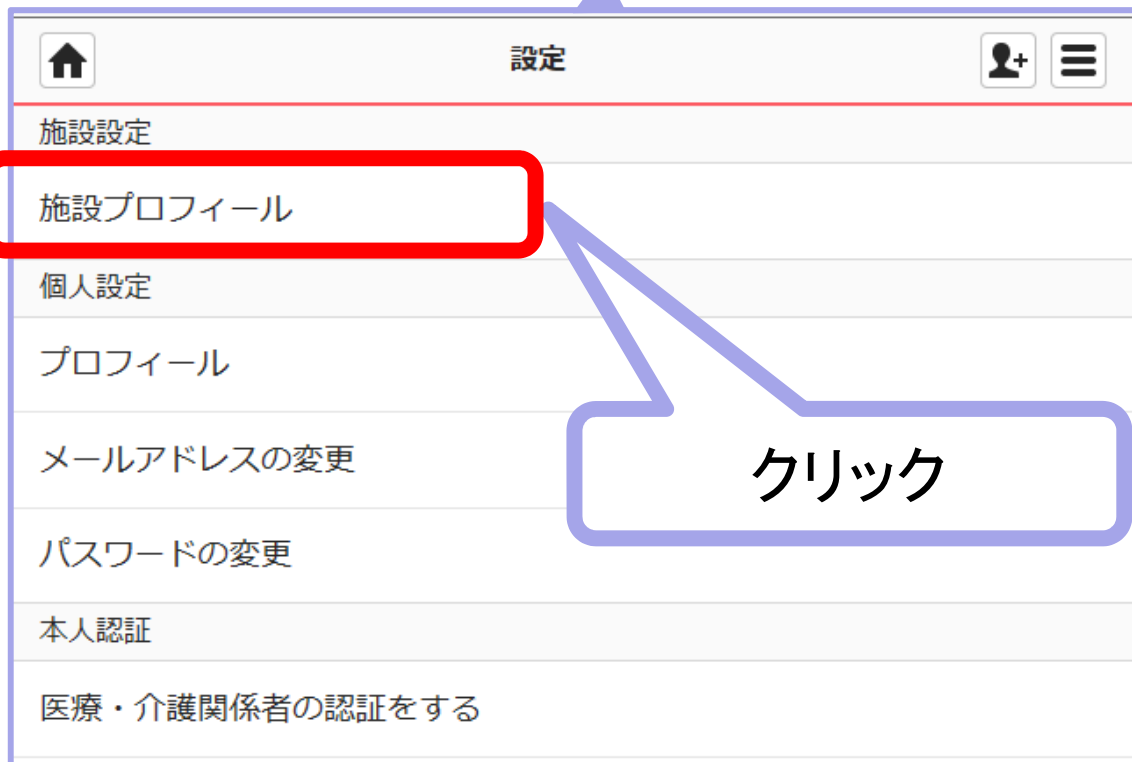 設定
施設設定
施設プロフィール
個人設定
プロフィール
メールアドレスの変更
クリック
パスワードの変更
本人認証
医療・介護関係者の認証をする